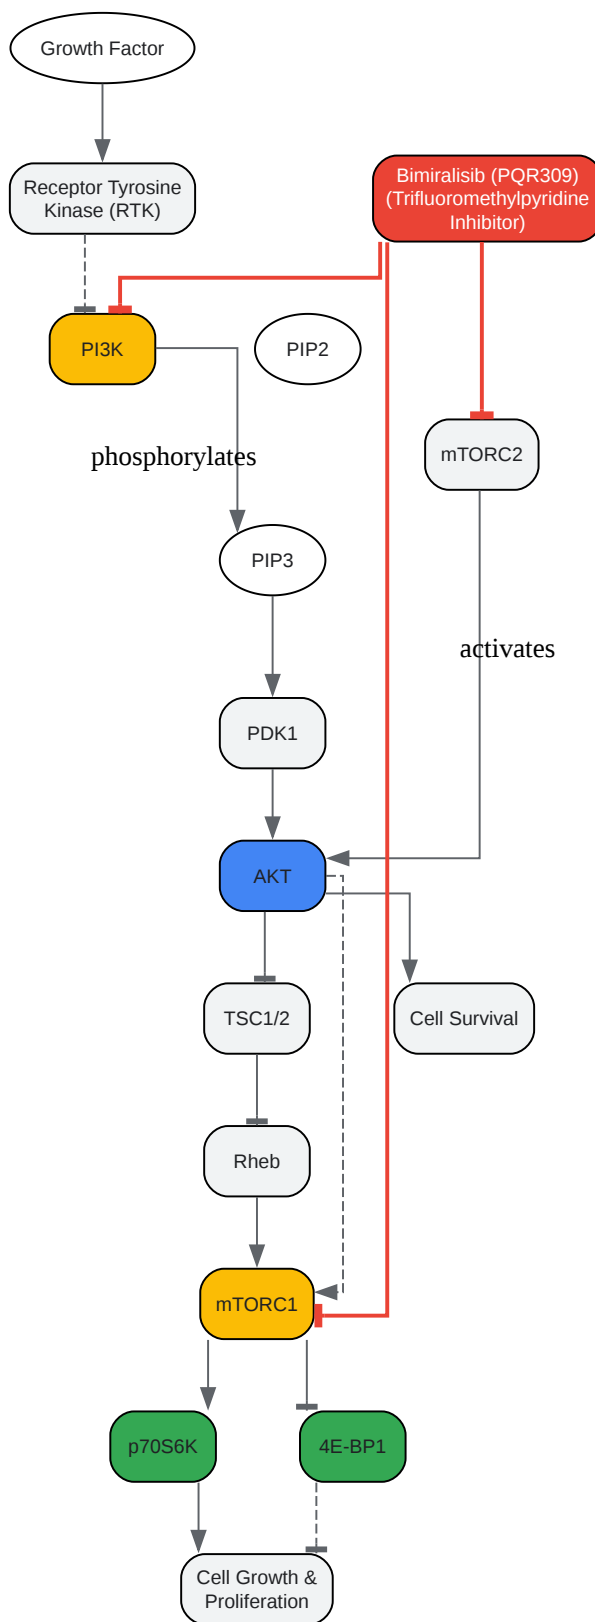 Growth Factor
Receptor Tyrosine
Kinase (RTK)
Bimiralisib (PQR309)
(Trifluoromethylpyridine
Inhibitor)
PI3K
PIP2
mTORC2
phosphorylates
PIP3
activates
PDK1
AKT
TSC1/2
Cell Survival
Rheb
mTORC1
p70S6K
4E-BP1
Cell Growth &
Proliferation